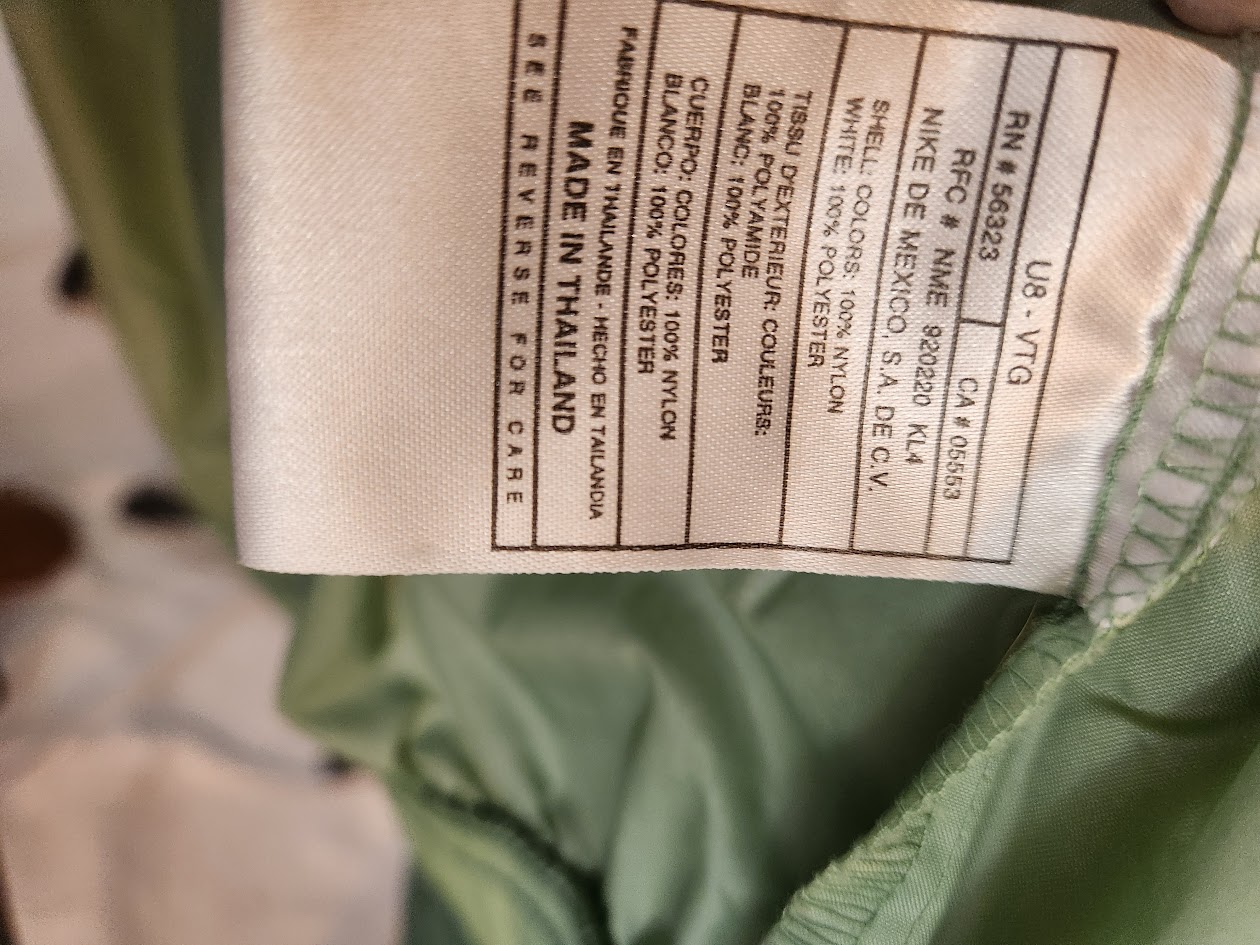 U8 - VTG
RN # 56323
CA # 05553
RFC # NME 920220 KL4
NIKE DE MEXICO, S.A. DE C.V.
SHELL: COLORS: 100% NYLON
WHITE: 100% POLYESTER
TISSU D'EXTERIEUR: COULEURS:
100% POLYAMIDE
BLANC: 100% POLYESTER
CUERPO: COLORES: 100% NYLON
BLANCO: 100% POLYESTER
FABRIQUE EN THAILANDE - HECHO EN TAILANDIA
MADE IN THAILAND
SEE REVERSE FOR CARE